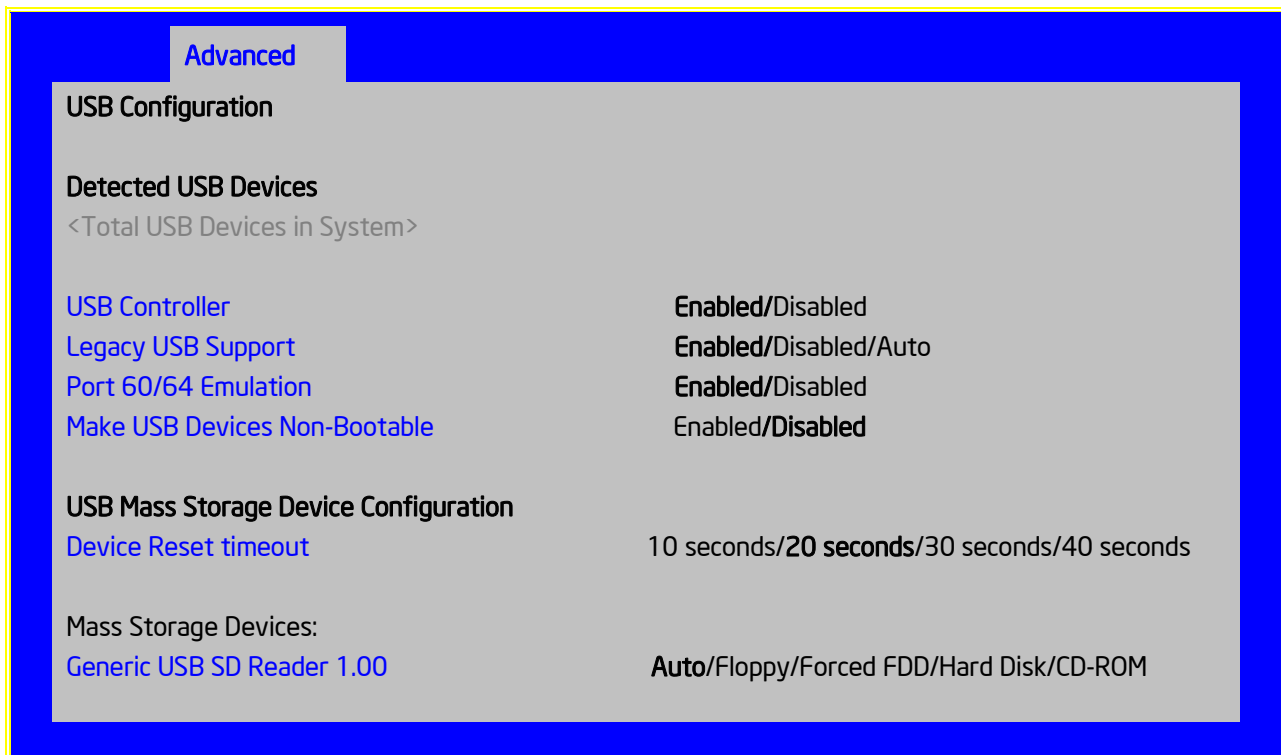 Advanced
USB Configuration
Detected USB Devices
<Total USB Devices in System>
USB Controller Enabled/Disabled
Legacy USB Support Enabled/Disabled/Auto
Port 60/64 Emulation Enabled/Disabled
Make USB Devices Non-Bootable Enabled/Disabled
USB Mass Storage Device Configuration
Device Reset timeout 10 seconds/20 seconds/30 seconds/40 seconds
Mass Storage Devices:
Generic USB SD Reader 1.00 Auto/Floppy/Forced FDD/Hard Disk/CD-ROM